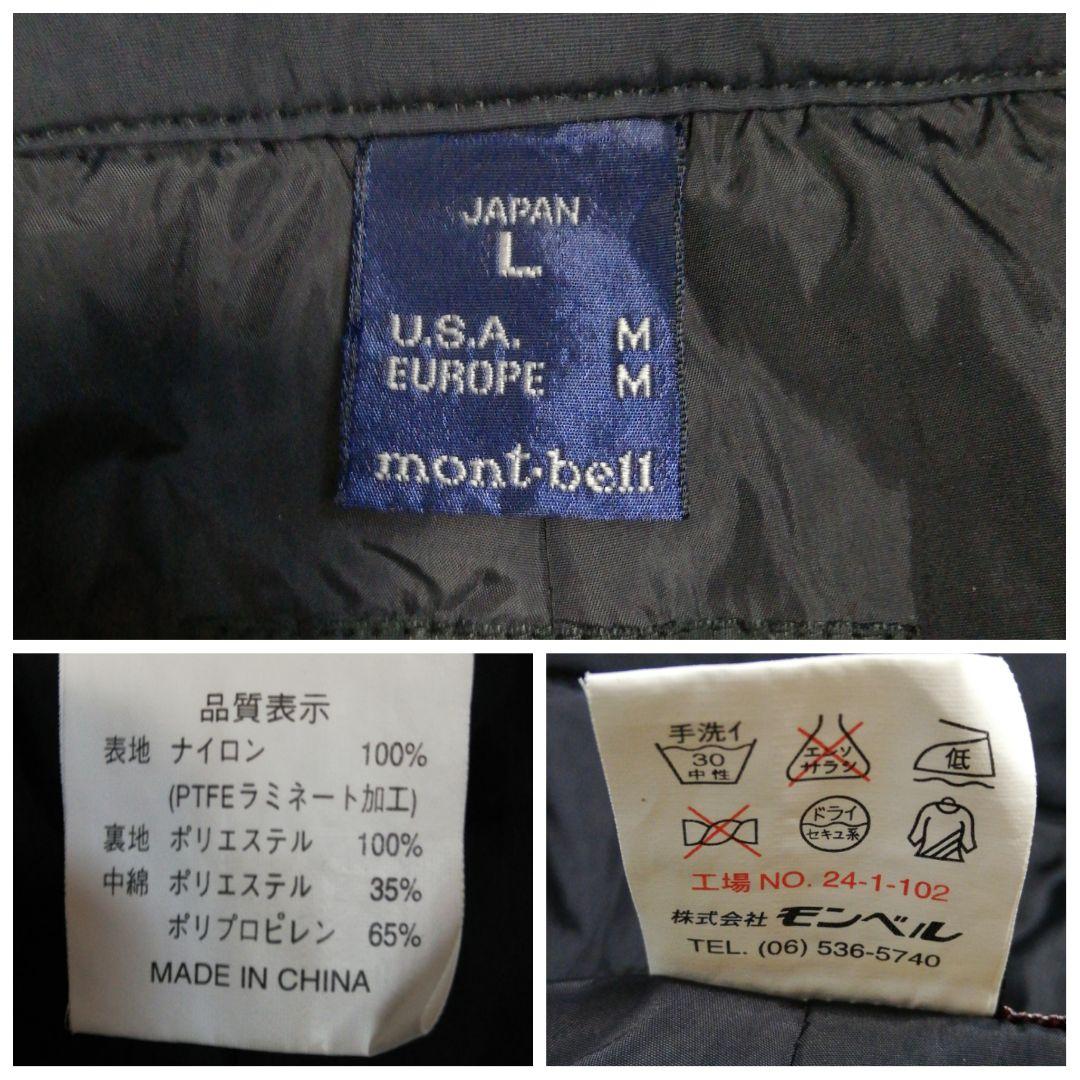 JAPAN
L
U.S.A. M
EUROPE M
mont·bell
品質表示
表地 ナイロン 100%
(PTFEラミネート加工)
裏地 ポリエステル 100%
中綿 ポリエステル 35%
ポリプロピレン 65%
MADE IN CHINA
手洗イ
30
中性
エンソ
サラシ
低
ドライ
セキユ系
工場NO. 24-1-102
株式会社 モンベル
TEL. (06) 536-5740